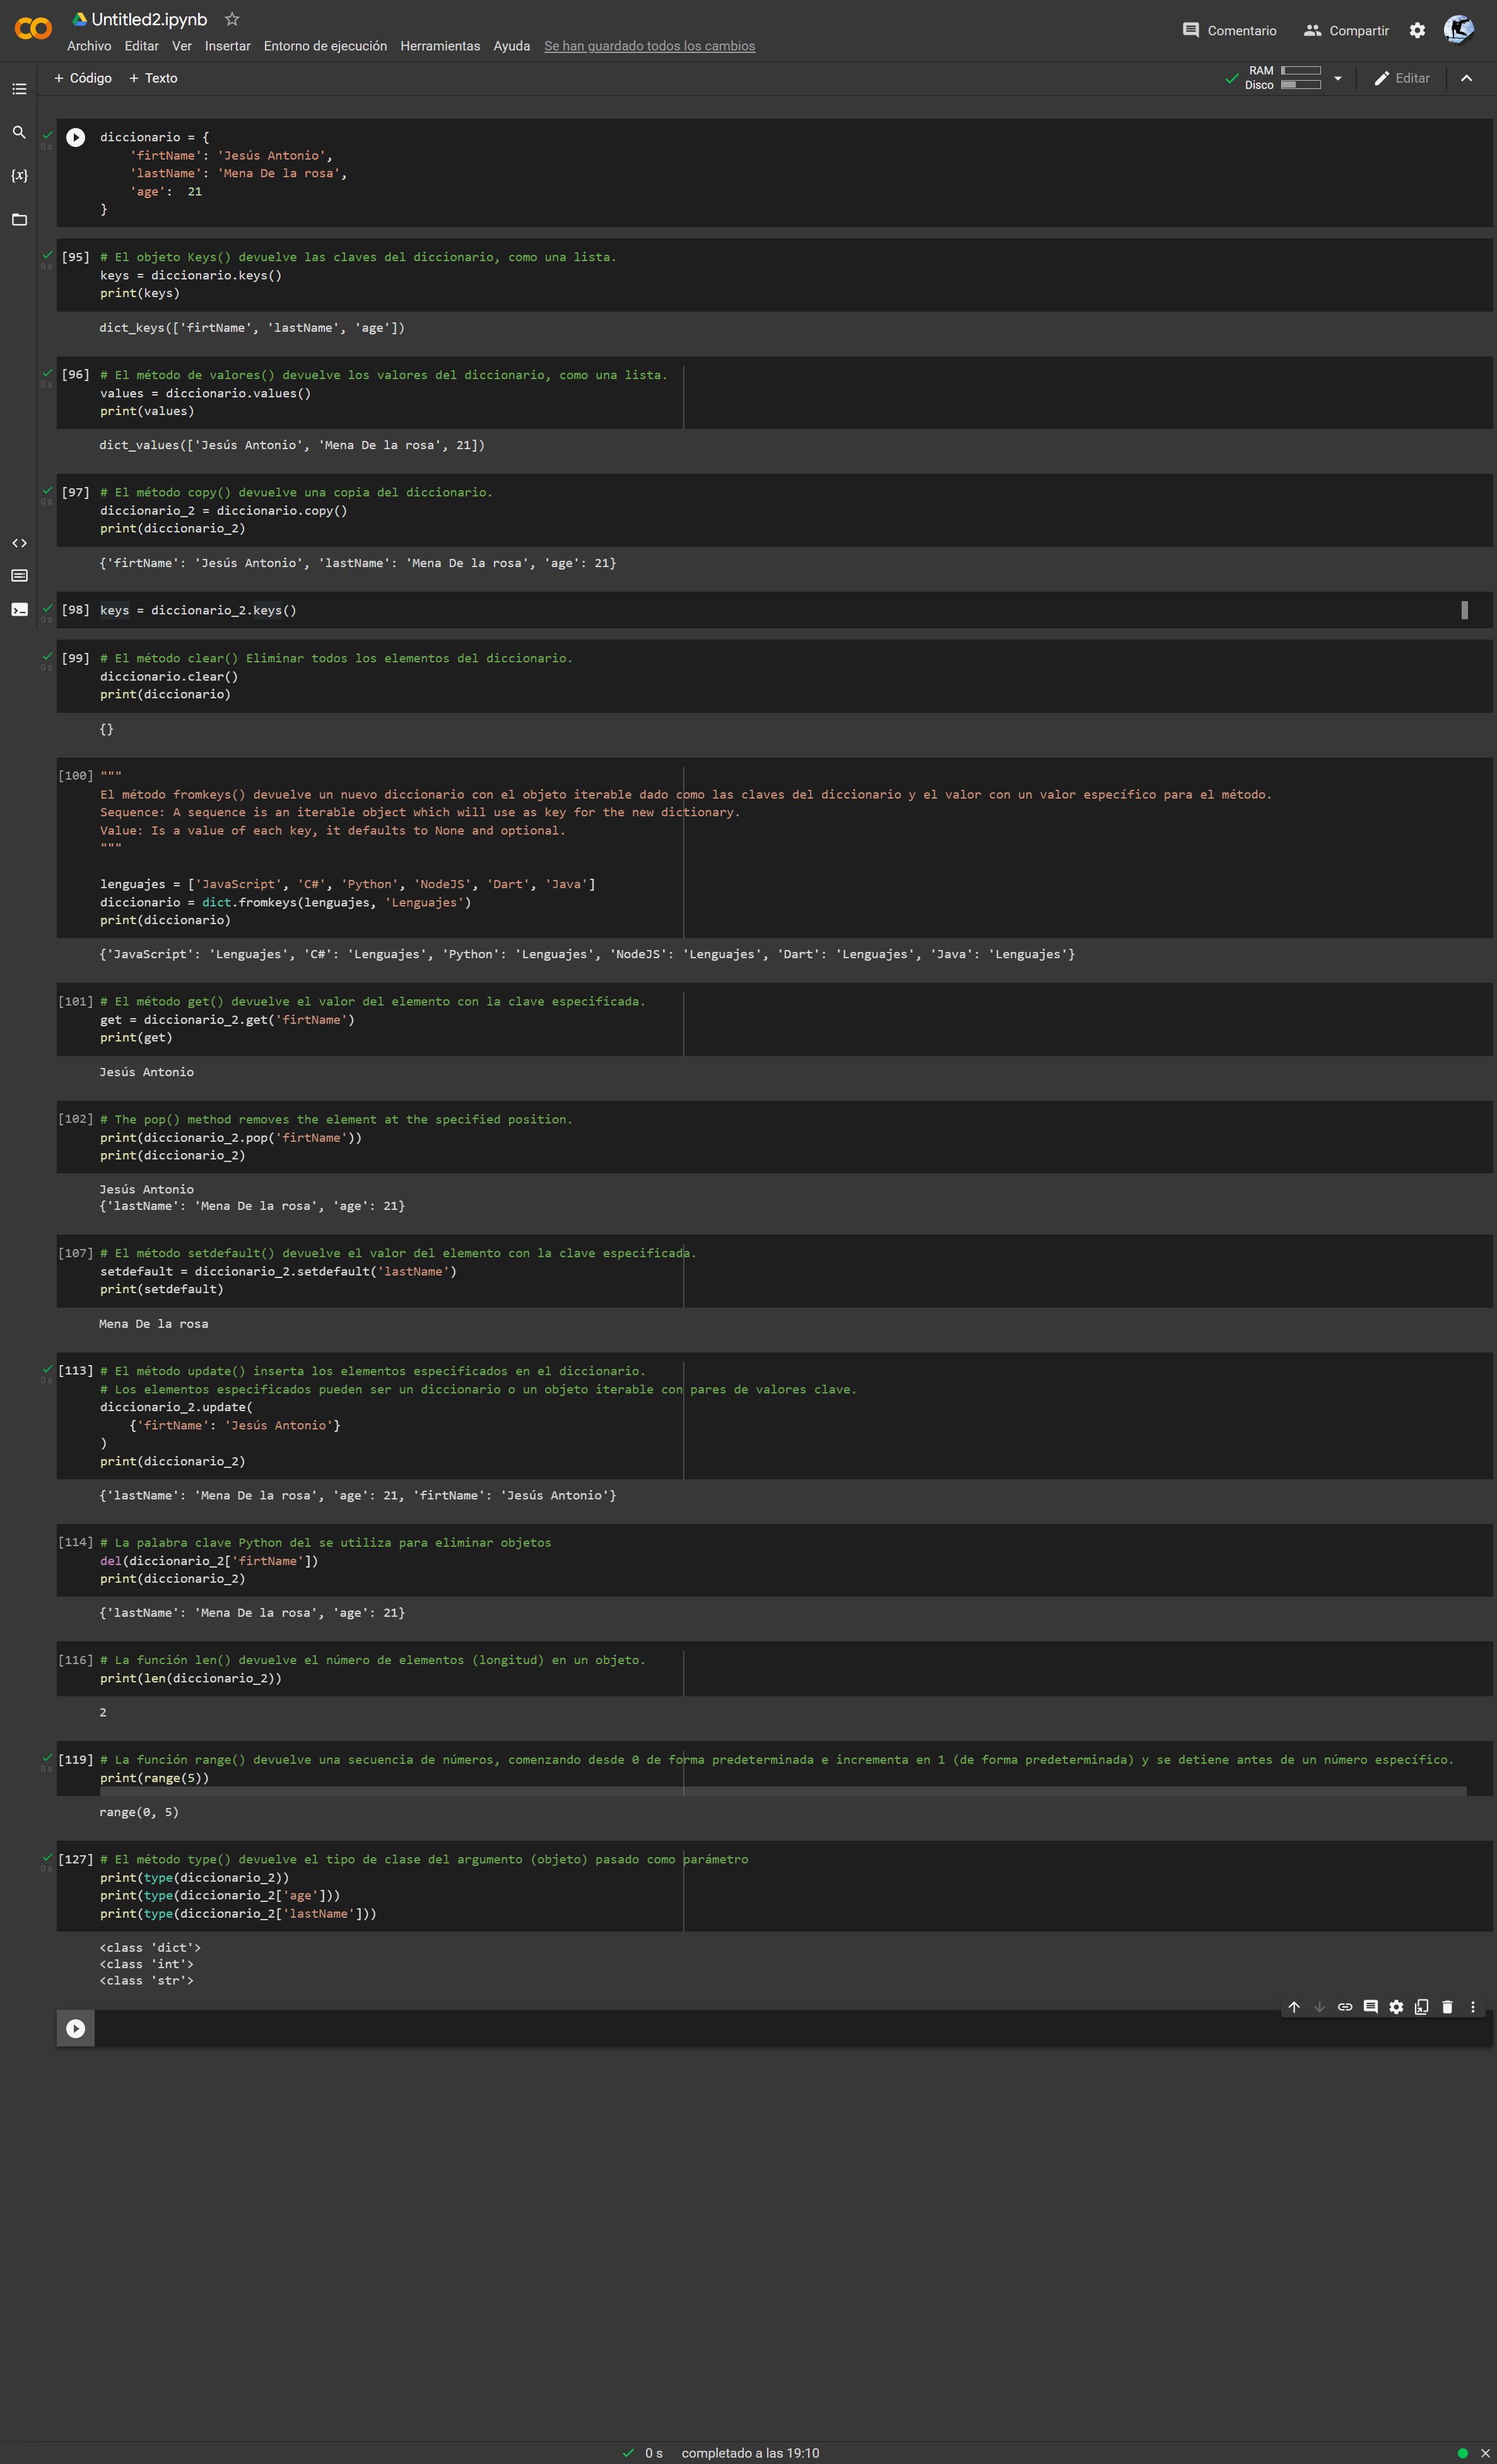 Untitled2.ipynb
Archivo Editar Ver Insertar Entorno de ejecución Herramientas Ayuda Se han guardado todos los cambios
Comentario Compartir
+ Código + Texto
RAM
Disco
Editar
{x}
0 s
diccionario = {
    'firtName': 'Jesús Antonio',
    'lastName': 'Mena De la rosa',
    'age':  21
}
0 s
[95] # El objeto Keys() devuelve las claves del diccionario, como una lista.
keys = diccionario.keys()
print(keys)
dict_keys(['firtName', 'lastName', 'age'])
0 s
[96] # El método de valores() devuelve los valores del diccionario, como una lista.
values = diccionario.values()
print(values)
dict_values(['Jesús Antonio', 'Mena De la rosa', 21])
0 s
[97] # El método copy() devuelve una copia del diccionario.
diccionario_2 = diccionario.copy()
print(diccionario_2)
{'firtName': 'Jesús Antonio', 'lastName': 'Mena De la rosa', 'age': 21}
0 s
[98] keys = diccionario_2.keys()
0 s
[99] # El método clear() Eliminar todos los elementos del diccionario.
diccionario.clear()
print(diccionario)
{}
[100] """
El método fromkeys() devuelve un nuevo diccionario con el objeto iterable dado como las claves del diccionario y el valor con un valor específico para el método.
Sequence: A sequence is an iterable object which will use as key for the new dictionary.
Value: Is a value of each key, it defaults to None and optional.
"""
lenguajes = ['JavaScript', 'C#', 'Python', 'NodeJS', 'Dart', 'Java']
diccionario = dict.fromkeys(lenguajes, 'Lenguajes')
print(diccionario)
{'JavaScript': 'Lenguajes', 'C#': 'Lenguajes', 'Python': 'Lenguajes', 'NodeJS': 'Lenguajes', 'Dart': 'Lenguajes', 'Java': 'Lenguajes'}
[101] # El método get() devuelve el valor del elemento con la clave especificada.
get = diccionario_2.get('firtName')
print(get)
Jesús Antonio
[102] # The pop() method removes the element at the specified position.
print(diccionario_2.pop('firtName'))
print(diccionario_2)
Jesús Antonio
{'lastName': 'Mena De la rosa', 'age': 21}
[107] # El método setdefault() devuelve el valor del elemento con la clave especificada.
setdefault = diccionario_2.setdefault('lastName')
print(setdefault)
Mena De la rosa
0 s
[113] # El método update() inserta los elementos especificados en el diccionario.
# Los elementos especificados pueden ser un diccionario o un objeto iterable con pares de valores clave.
diccionario_2.update(
    {'firtName': 'Jesús Antonio'}
)
print(diccionario_2)
{'lastName': 'Mena De la rosa', 'age': 21, 'firtName': 'Jesús Antonio'}
[114] # La palabra clave Python del se utiliza para eliminar objetos
del(diccionario_2['firtName'])
print(diccionario_2)
{'lastName': 'Mena De la rosa', 'age': 21}
[116] # La función len() devuelve el número de elementos (longitud) en un objeto.
print(len(diccionario_2))
2
0 s
[119] # La función range() devuelve una secuencia de números, comenzando desde 0 de forma predeterminada e incrementa en 1 (de forma predeterminada) y se detiene antes de un número específico.
print(range(5))
range(0, 5)
0 s
[127] # El método type() devuelve el tipo de clase del argumento (objeto) pasado como parámetro
print(type(diccionario_2))
print(type(diccionario_2['age']))
print(type(diccionario_2['lastName']))
<class 'dict'>
<class 'int'>
<class 'str'>
0 s completado a las 19:10